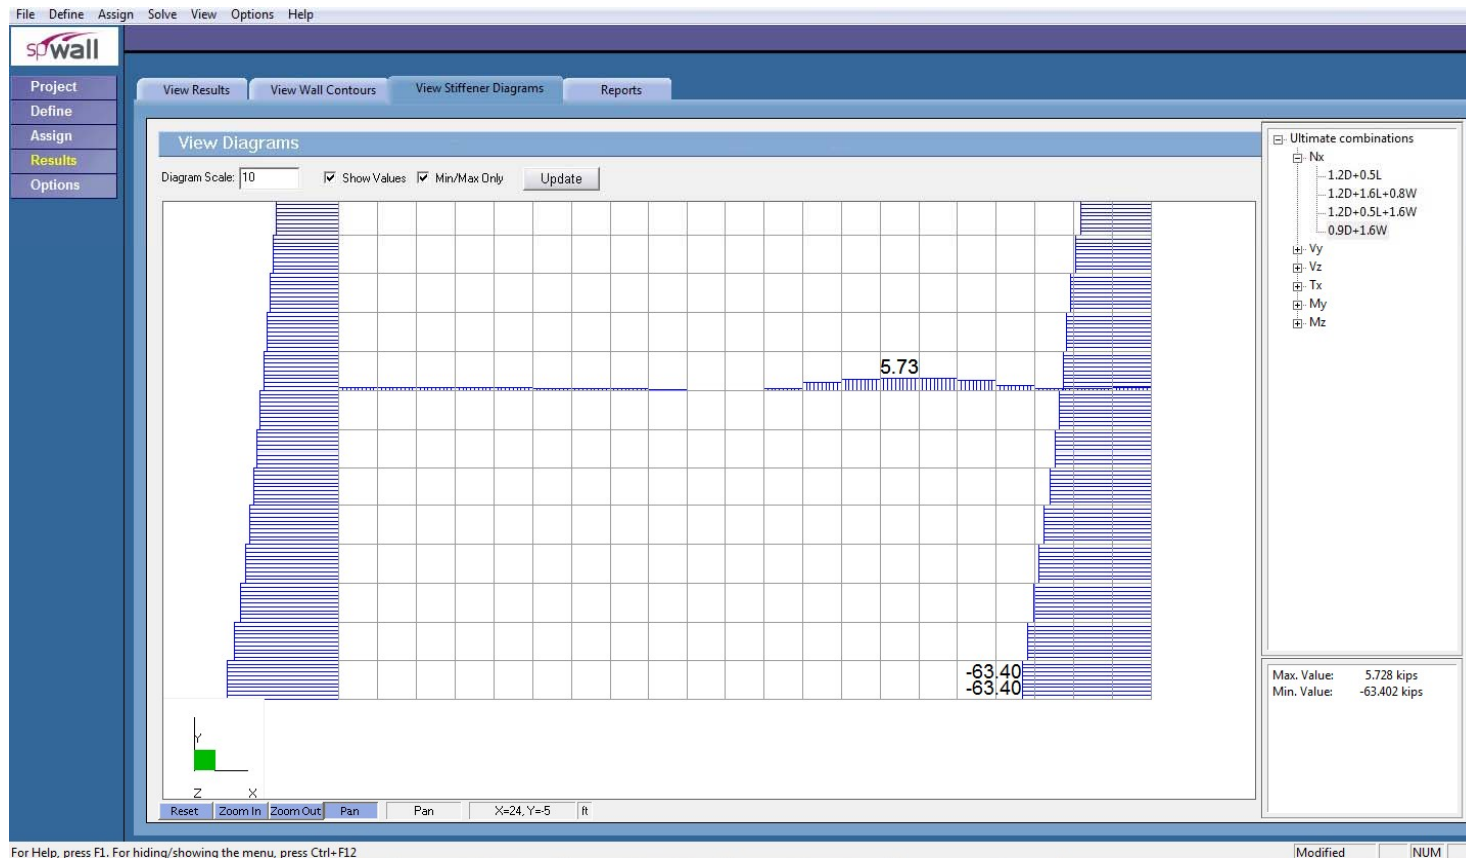 File Define Assign Solve View Options Help
spwall
Project
Define
Assign
Results
Options
View Results View Wall Contours View Stiffener Diagrams Reports
View Diagrams
Diagram Scale: 10 Show Values Min/Max Only Update
5.73
-63.40
-63.40
Y
Z X
Reset Zoom In Zoom Out Pan Pan X=24, Y=-5 ft
Ultimate combinations
Nx
1.2D+0.5L
1.2D+1.6L+0.8W
1.2D+0.5L+1.6W
0.9D+1.6W
Vy
Vz
Tx
My
Mz
Max. Value: 5.728 kips
Min. Value: -63.402 kips
For Help, press F1. For hiding/showing the menu, press Ctrl+F12 Modified NUM